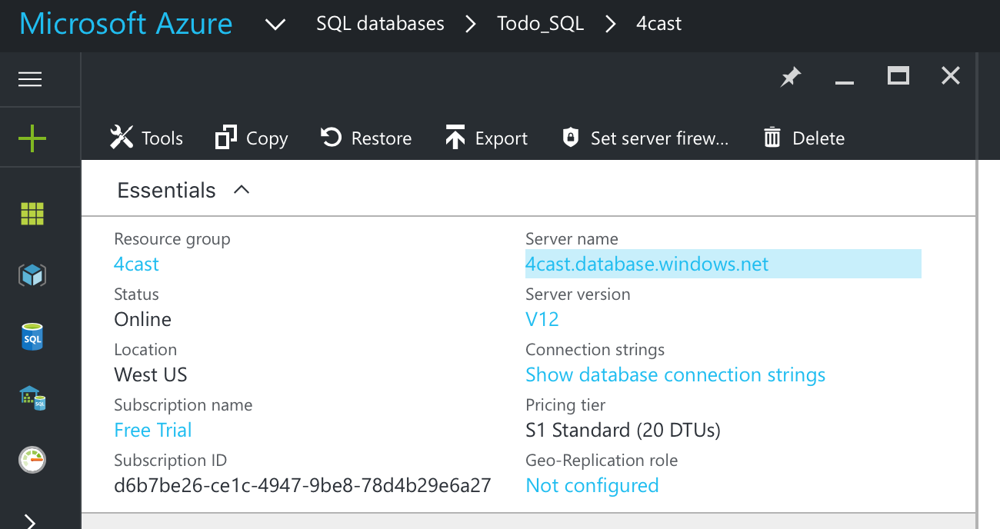 Microsoft Azure SQL databases Todo_SQL 4cast
Tools Copy Restore Export Set server firew... Delete
Essentials
Resource group
4cast
Status
Online
Location
West US
Subscription name
Free Trial
Subscription ID
d6b7be26-ce1c-4947-9be8-78d4b29e6a27
Server name
4cast.database.windows.net
Server version
V12
Connection strings
Show database connection strings
Pricing tier
S1 Standard (20 DTUs)
Geo-Replication role
Not configured
SQL
SQL